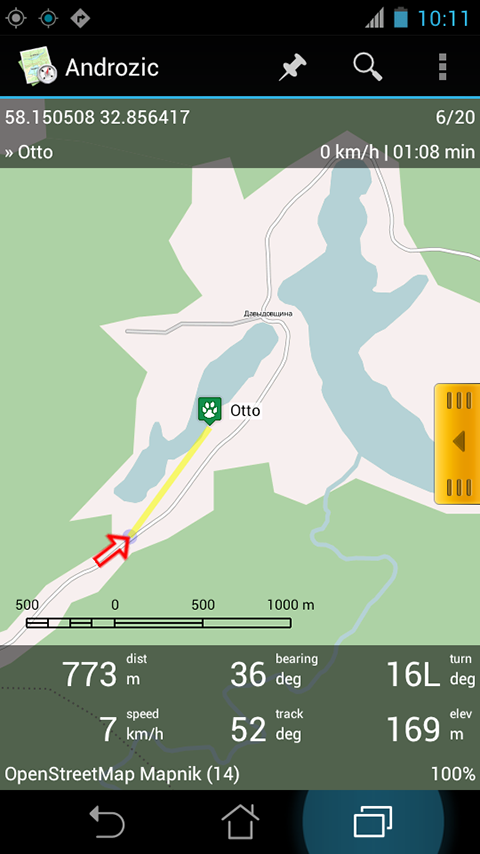 10:11
Androzic
58.150508 32.856417 6/20
» Otto 0 km/h | 01:08 min
Давыдовщина
Otto
500 0 500 1000 m
dist bearing turn
773 m 36 deg 16L deg
speed track elev
7 km/h 52 deg 169 m
OpenStreetMap Mapnik (14) 100%